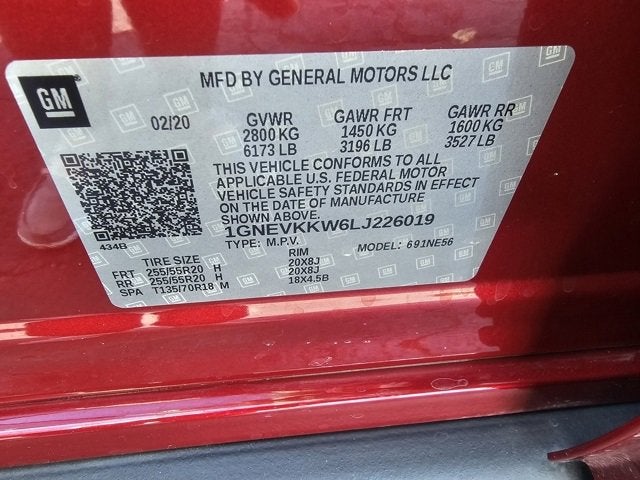 GM
MFD BY GENERAL MOTORS LLC
02/20 GVWR GAWR FRT GAWR RR
2800 KG 1450 KG 1600 KG
6173 LB 3196 LB 3527 LB
THIS VEHICLE CONFORMS TO ALL
APPLICABLE U.S. FEDERAL MOTOR
VEHICLE SAFETY STANDARDS IN EFFECT
ON THE DATE OF MANUFACTURE
SHOWN ABOVE.
434B 1GNEVKKW6LJ226019
TYPE: M.P.V. MODEL: 691NE56
TIRE SIZE RIM
FRT 255/55R20 H 20X8J
RR 255/55R20 H 20X8J
SPA T135/70R18 M 18X4.5B